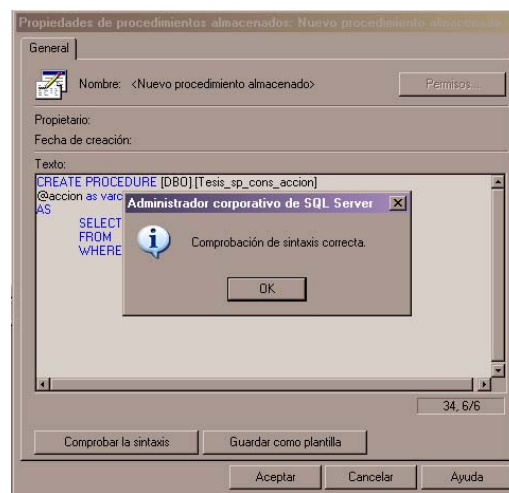 Propiedades de procedimientos almacenados: Nuevo procedimiento almacenado
General
Nombre: <Nuevo procedimiento almacenado>
Permisos...
Propietario:
Fecha de creación:
Texto:
CREATE PROCEDURE [DBO].[Tesis_sp_cons_accion]
@accion as varc
AS
SELECT
FROM
WHERE
Administrador corporativo de SQL Server
Comprobación de sintaxis correcta.
OK
34, 6/6
Comprobar la sintaxis
Guardar como plantilla
Aceptar
Cancelar
Ayuda